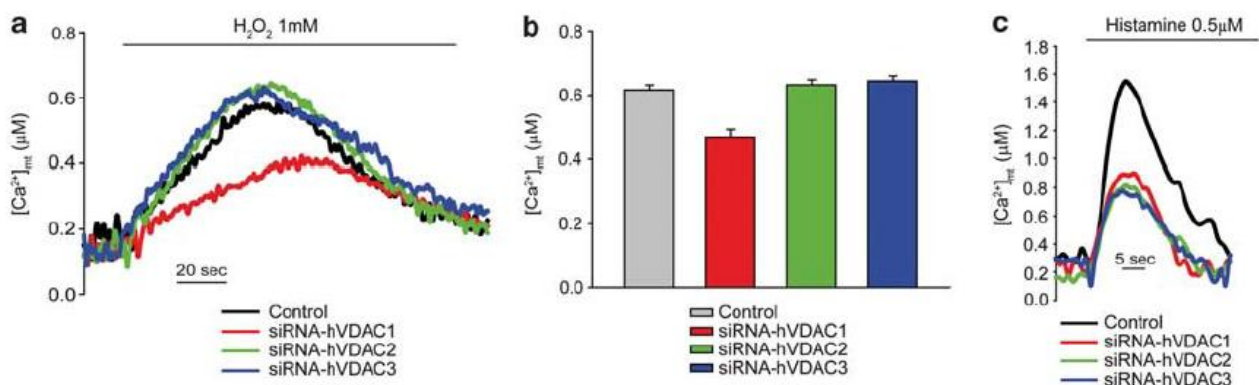 a
H₂O₂ 1mM
0.8
0.6
0.4
0.2
0.0
[Ca²⁺]mt (μM)
20 sec
Control
siRNA-hVDAC1
siRNA-hVDAC2
siRNA-hVDAC3
b
0.8
0.6
0.4
0.2
0.0
[Ca²⁺]mt (μM)
Control
siRNA-hVDAC1
siRNA-hVDAC2
siRNA-hVDAC3
c
Histamine 0.5μM
1.8
1.6
1.4
1.2
1.0
0.8
0.6
0.4
0.2
0.0
[Ca²⁺]mt (μM)
5 sec
Control
siRNA-hVDAC1
siRNA-hVDAC2
siRNA-hVDAC3